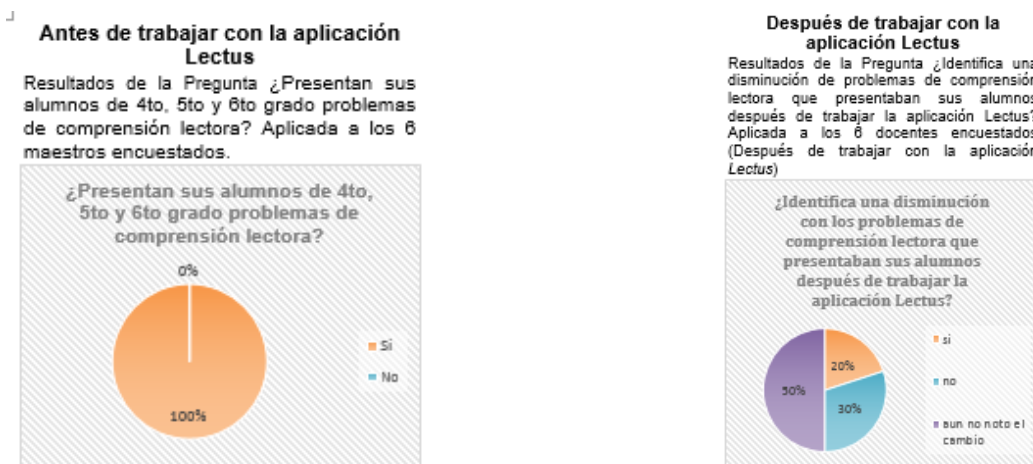 Antes de trabajar con la aplicación
Lectus
Resultados de la Pregunta ¿Presentan sus
alumnos de 4to, 5to y 6to grado problemas
de comprensión lectora? Aplicada a los 6
maestros encuestados.
¿Presentan sus alumnos de 4to,
5to y 6to grado problemas de
comprensión lectora?
0%
100%
Si
No
Después de trabajar con la
aplicación Lectus
Resultados de la Pregunta ¿Identifica una
disminución de problemas de comprensión
lectora que presentaban sus alumnos
después de trabajar la aplicación Lectus?
Aplicada a los 6 docentes encuestados
(Después de trabajar con la aplicación
Lectus)
¿Identifica una disminución
con los problemas de
comprensión lectora que
presentaban sus alumnos
después de trabajar la
aplicación Lectus?
20%
30%
50%
si
no
aun no noto el
cambio